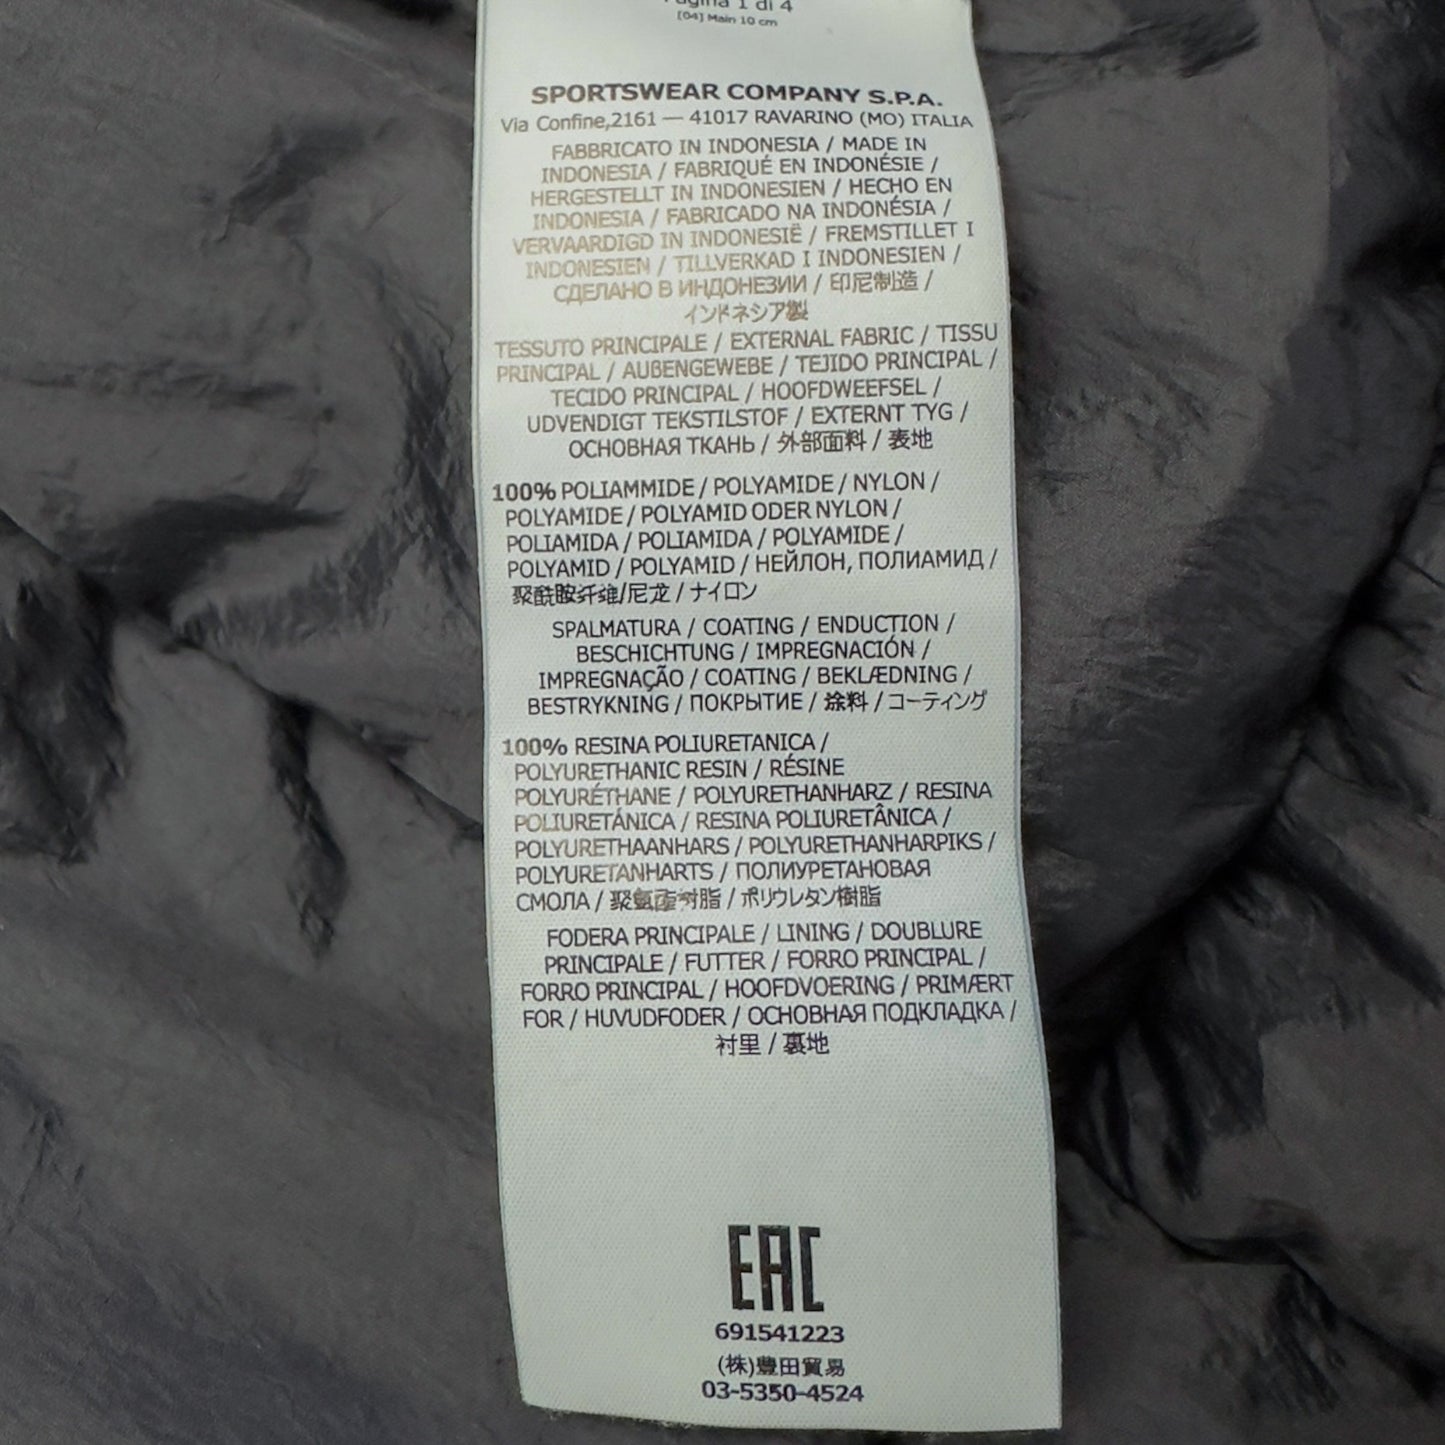 Pagina 1 di 4
[04] Main 10 cm
SPORTSWEAR COMPANY S.P.A.
Via Confine,2161 — 41017 RAVARINO (MO) ITALIA
FABBRICATO IN INDONESIA / MADE IN
INDONESIA / FABRIQUÉ EN INDONÉSIE /
HERGESTELLT IN INDONESIEN / HECHO EN
INDONESIA / FABRICADO NA INDONÉSIA /
VERVAARDIGD IN INDONESIË / FREMSTILLET I
INDONESIEN / TILLVERKAD I INDONESIEN /
СДЕЛАНО В ИНДОНЕЗИИ / 印尼制造 /
インドネシア製
TESSUTO PRINCIPALE / EXTERNAL FABRIC / TISSU
PRINCIPAL / AUßENGEWEBE / TEJIDO PRINCIPAL /
TECIDO PRINCIPAL / HOOFDWEEFSEL /
UDVENDIGT TEKSTILSTOF / EXTERNT TYG /
ОСНОВНАЯ ТКАНЬ / 外部面料 / 表地
100% POLIAMMIDE / POLYAMIDE / NYLON /
POLYAMIDE / POLYAMID ODER NYLON /
POLIAMIDA / POLIAMIDA / POLYAMIDE /
POLYAMID / POLYAMID / НЕЙЛОН, ПОЛИАМИД /
聚酰胺纤维/尼龙 / ナイロン
SPALMATURA / COATING / ENDUCTION /
BESCHICHTUNG / IMPREGNACIÓN /
IMPREGNAÇÃO / COATING / BEKLÆDNING /
BESTRYKNING / ПОКРЫТИЕ / 涂料 / コーティング
100% RESINA POLIURETANICA /
POLYURETHANIC RESIN / RÉSINE
POLYURÉTHANE / POLYURETHANHARZ / RESINA
POLIURETÁNICA / RESINA POLIURETÂNICA /
POLYURETHAANHARS / POLYURETHANHARPIKS /
POLYURETANHARTS / ПОЛИУРЕТАНОВАЯ
СМОЛА / 聚氨酯树脂 / ポリウレタン樹脂
FODERA PRINCIPALE / LINING / DOUBLURE
PRINCIPALE / FUTTER / FORRO PRINCIPAL /
FORRO PRINCIPAL / HOOFDVOERING / PRIMÆRT
FOR / HUVUDFODER / ОСНОВНАЯ ПОДКЛАДКА /
衬里 / 裏地
EAC
691541223
(株)豊田貿易
03-5350-4524